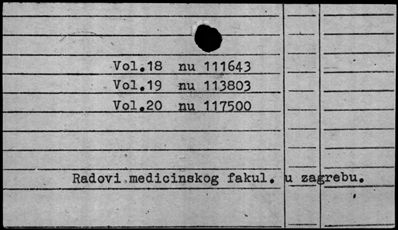 Vol.18 nu 111643
Vol.19 nu 113803
Vol.20 nu 117500
Radovi medicinskog fakul. u zagrebu.